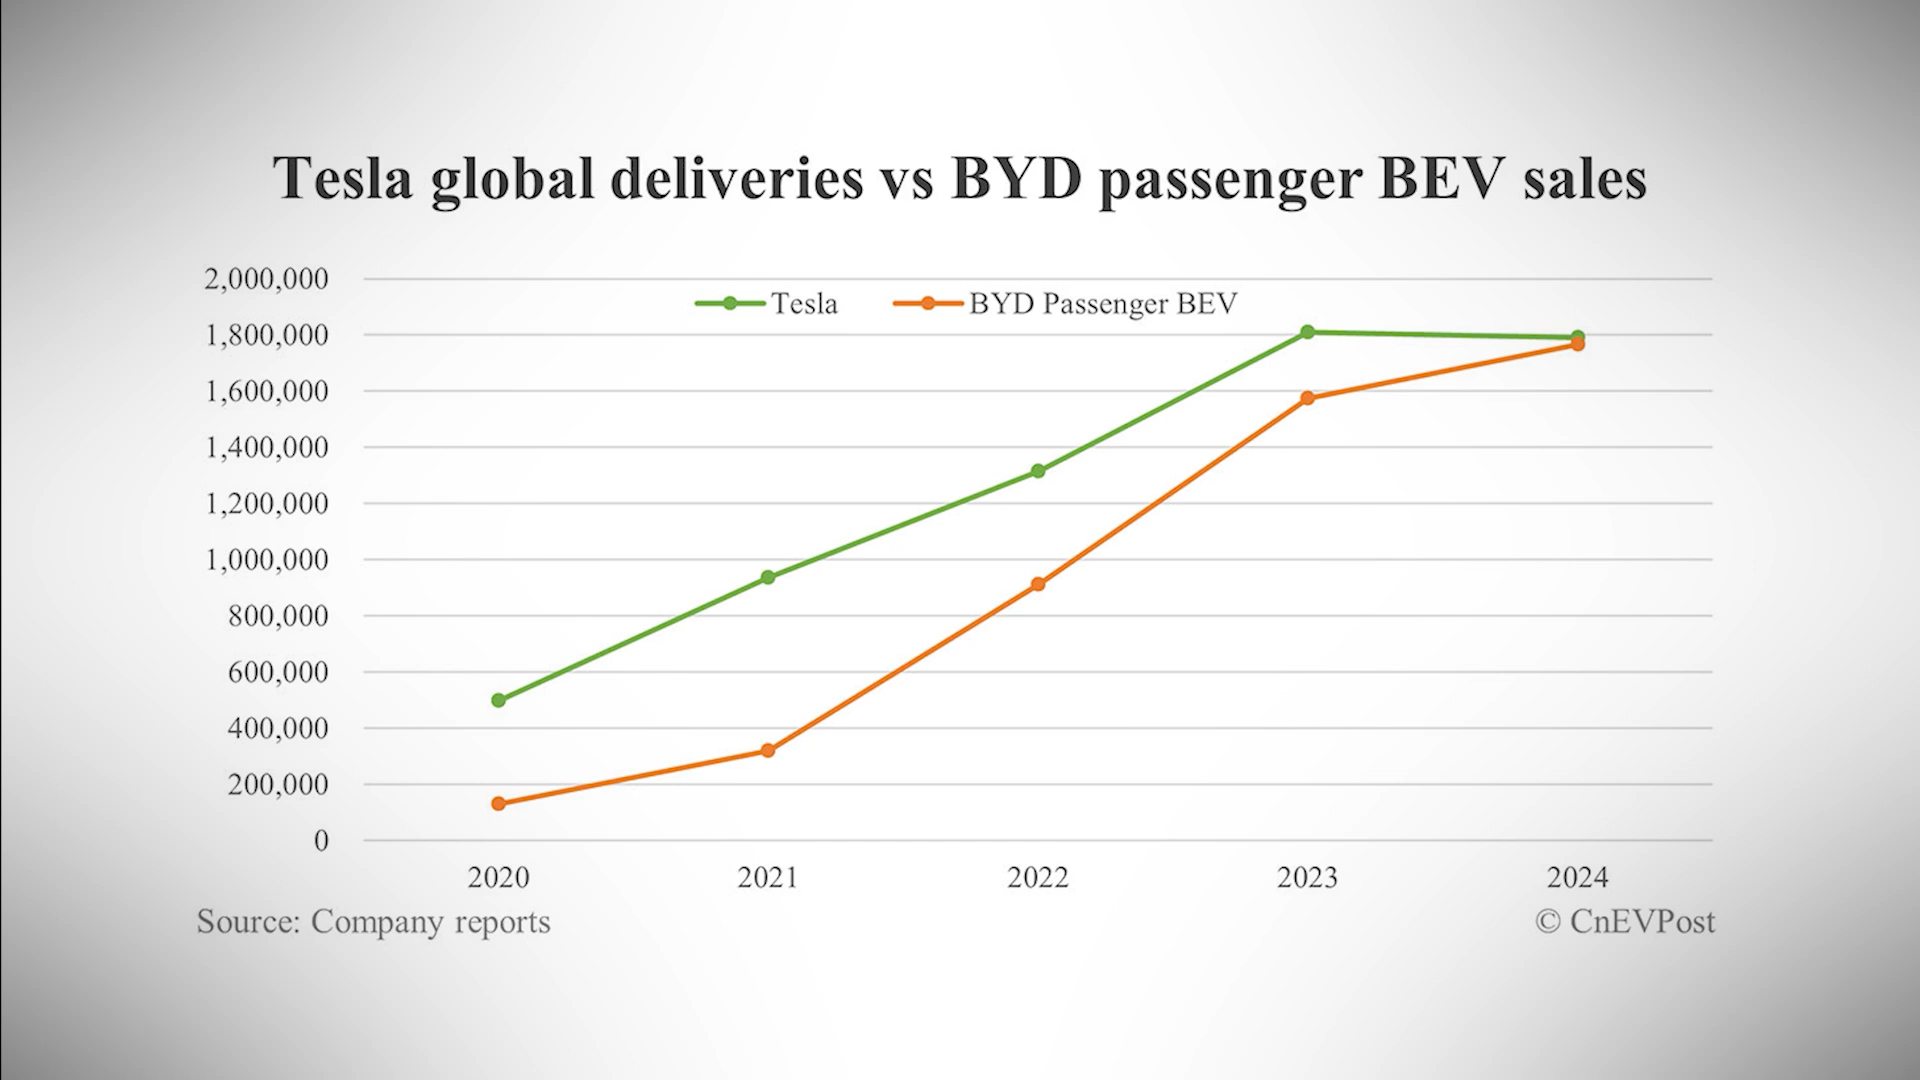 Tesla global deliveries vs BYD passenger BEV sales
Tesla
BYD Passenger BEV
2,000,000
1,800,000
1,600,000
1,400,000
1,200,000
1,000,000
800,000
600,000
400,000
200,000
0
2020 2021 2022 2023 2024
Source: Company reports
© CnEVPost